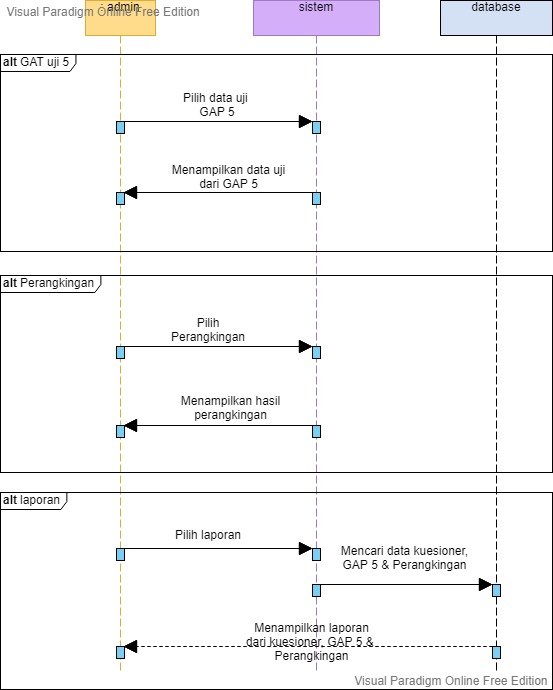 Visual Paradigm Online Free Edition
: admin
sistem
database
alt GAT uji 5
Pilih data uji
GAP 5
Menampilkan data uji
dari GAP 5
alt Perangkingan
Pilih
Perangkingan
Menampilkan hasil
perangkingan
alt laporan
Pilih laporan
Mencari data kuesioner,
GAP 5 & Perangkingan
Menampilkan laporan
dari kuesioner, GAP 5 &
Perangkingan
Visual Paradigm Online Free Edition